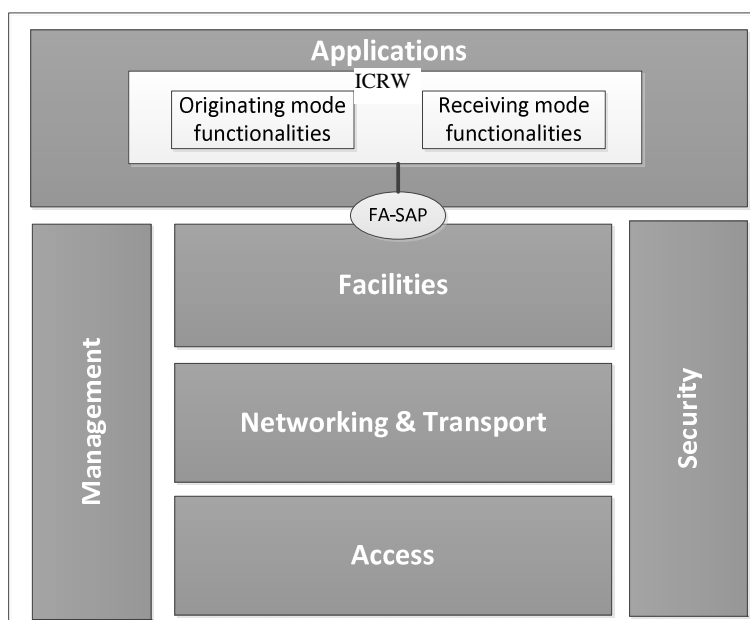 Applications
ICRW
Originating mode
functionalities
Receiving mode
functionalities
FA-SAP
Facilities
Management
Networking & Transport
Security
Access